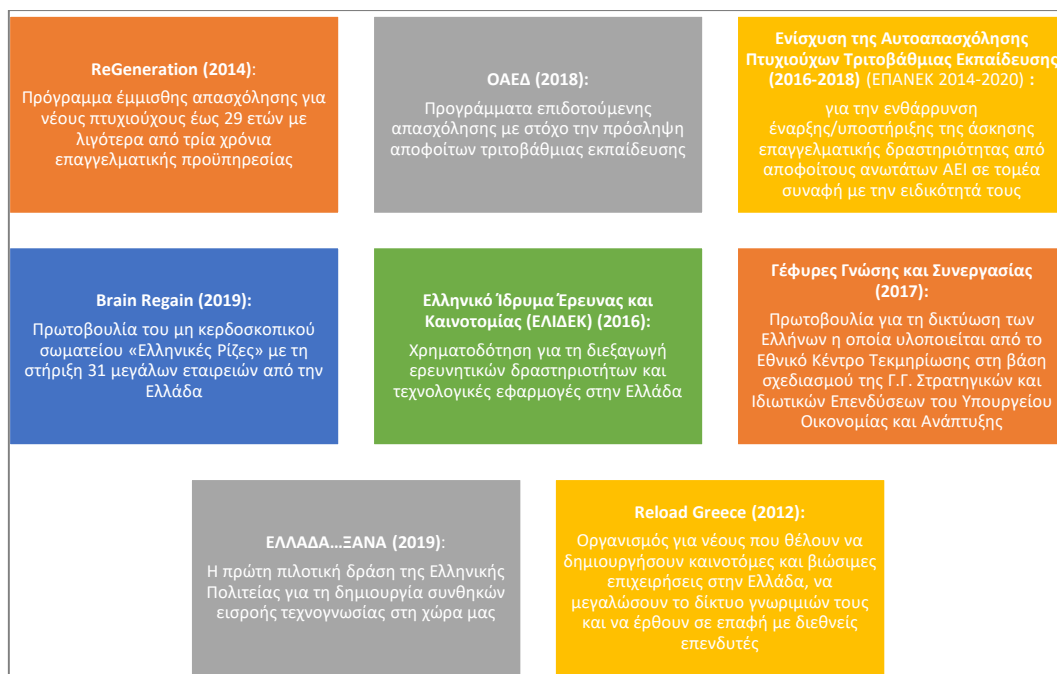 ReGeneration (2014):
Πρόγραμμα έμμισθης απασχόλησης για
νέους πτυχιούχους έως 29 ετών με
λιγότερα από τρία χρόνια
επαγγελματικής προϋπηρεσίας
ΟΑΕΔ (2018):
Προγράμματα επιδοτούμενης
απασχόλησης με στόχο την πρόσληψη
αποφοίτων τριτοβάθμιας εκπαίδευσης
Ενίσχυση της Αυτοαπασχόλησης
Πτυχιούχων Τριτοβάθμιας Εκπαίδευσης
(2016-2018) (ΕΠΑΝΕΚ 2014-2020) :
για την ενθάρρυνση
έναρξης/υποστήριξης της άσκησης
επαγγελματικής δραστηριότητας από
αποφοίτους ανωτάτων ΑΕΙ σε τομέα
συναφή με την ειδικότητά τους
Brain Regain (2019):
Πρωτοβουλία του μη κερδοσκοπικού
σωματείου «Ελληνικές Ρίζες» με τη
στήριξη 31 μεγάλων εταιρειών από την
Ελλάδα
Ελληνικό Ίδρυμα Έρευνας και
Καινοτομίας (ΕΛΙΔΕΚ) (2016):
Χρηματοδότηση για τη διεξαγωγή
ερευνητικών δραστηριοτήτων και
τεχνολογικές εφαρμογές στην Ελλάδα
Γέφυρες Γνώσης και Συνεργασίας
(2017):
Πρωτοβουλία για τη δικτύωση των
Ελλήνων η οποία υλοποιείται από το
Εθνικό Κέντρο Τεκμηρίωσης στη βάση
σχεδιασμού της Γ.Γ. Στρατηγικών και
Ιδιωτικών Επενδύσεων του Υπουργείου
Οικονομίας και Ανάπτυξης
ΕΛΛΑΔΑ...ΞΑΝΑ (2019):
Η πρώτη πιλοτική δράση της Ελληνικής
Πολιτείας για τη δημιουργία συνθηκών
εισροής τεχνογνωσίας στη χώρα μας
Reload Greece (2012):
Οργανισμός για νέους που θέλουν να
δημιουργήσουν καινοτόμες και βιώσιμες
επιχειρήσεις στην Ελλάδα, να
μεγαλώσουν το δίκτυο γνωριμιών τους
και να έρθουν σε επαφή με διεθνείς
επενδυτές